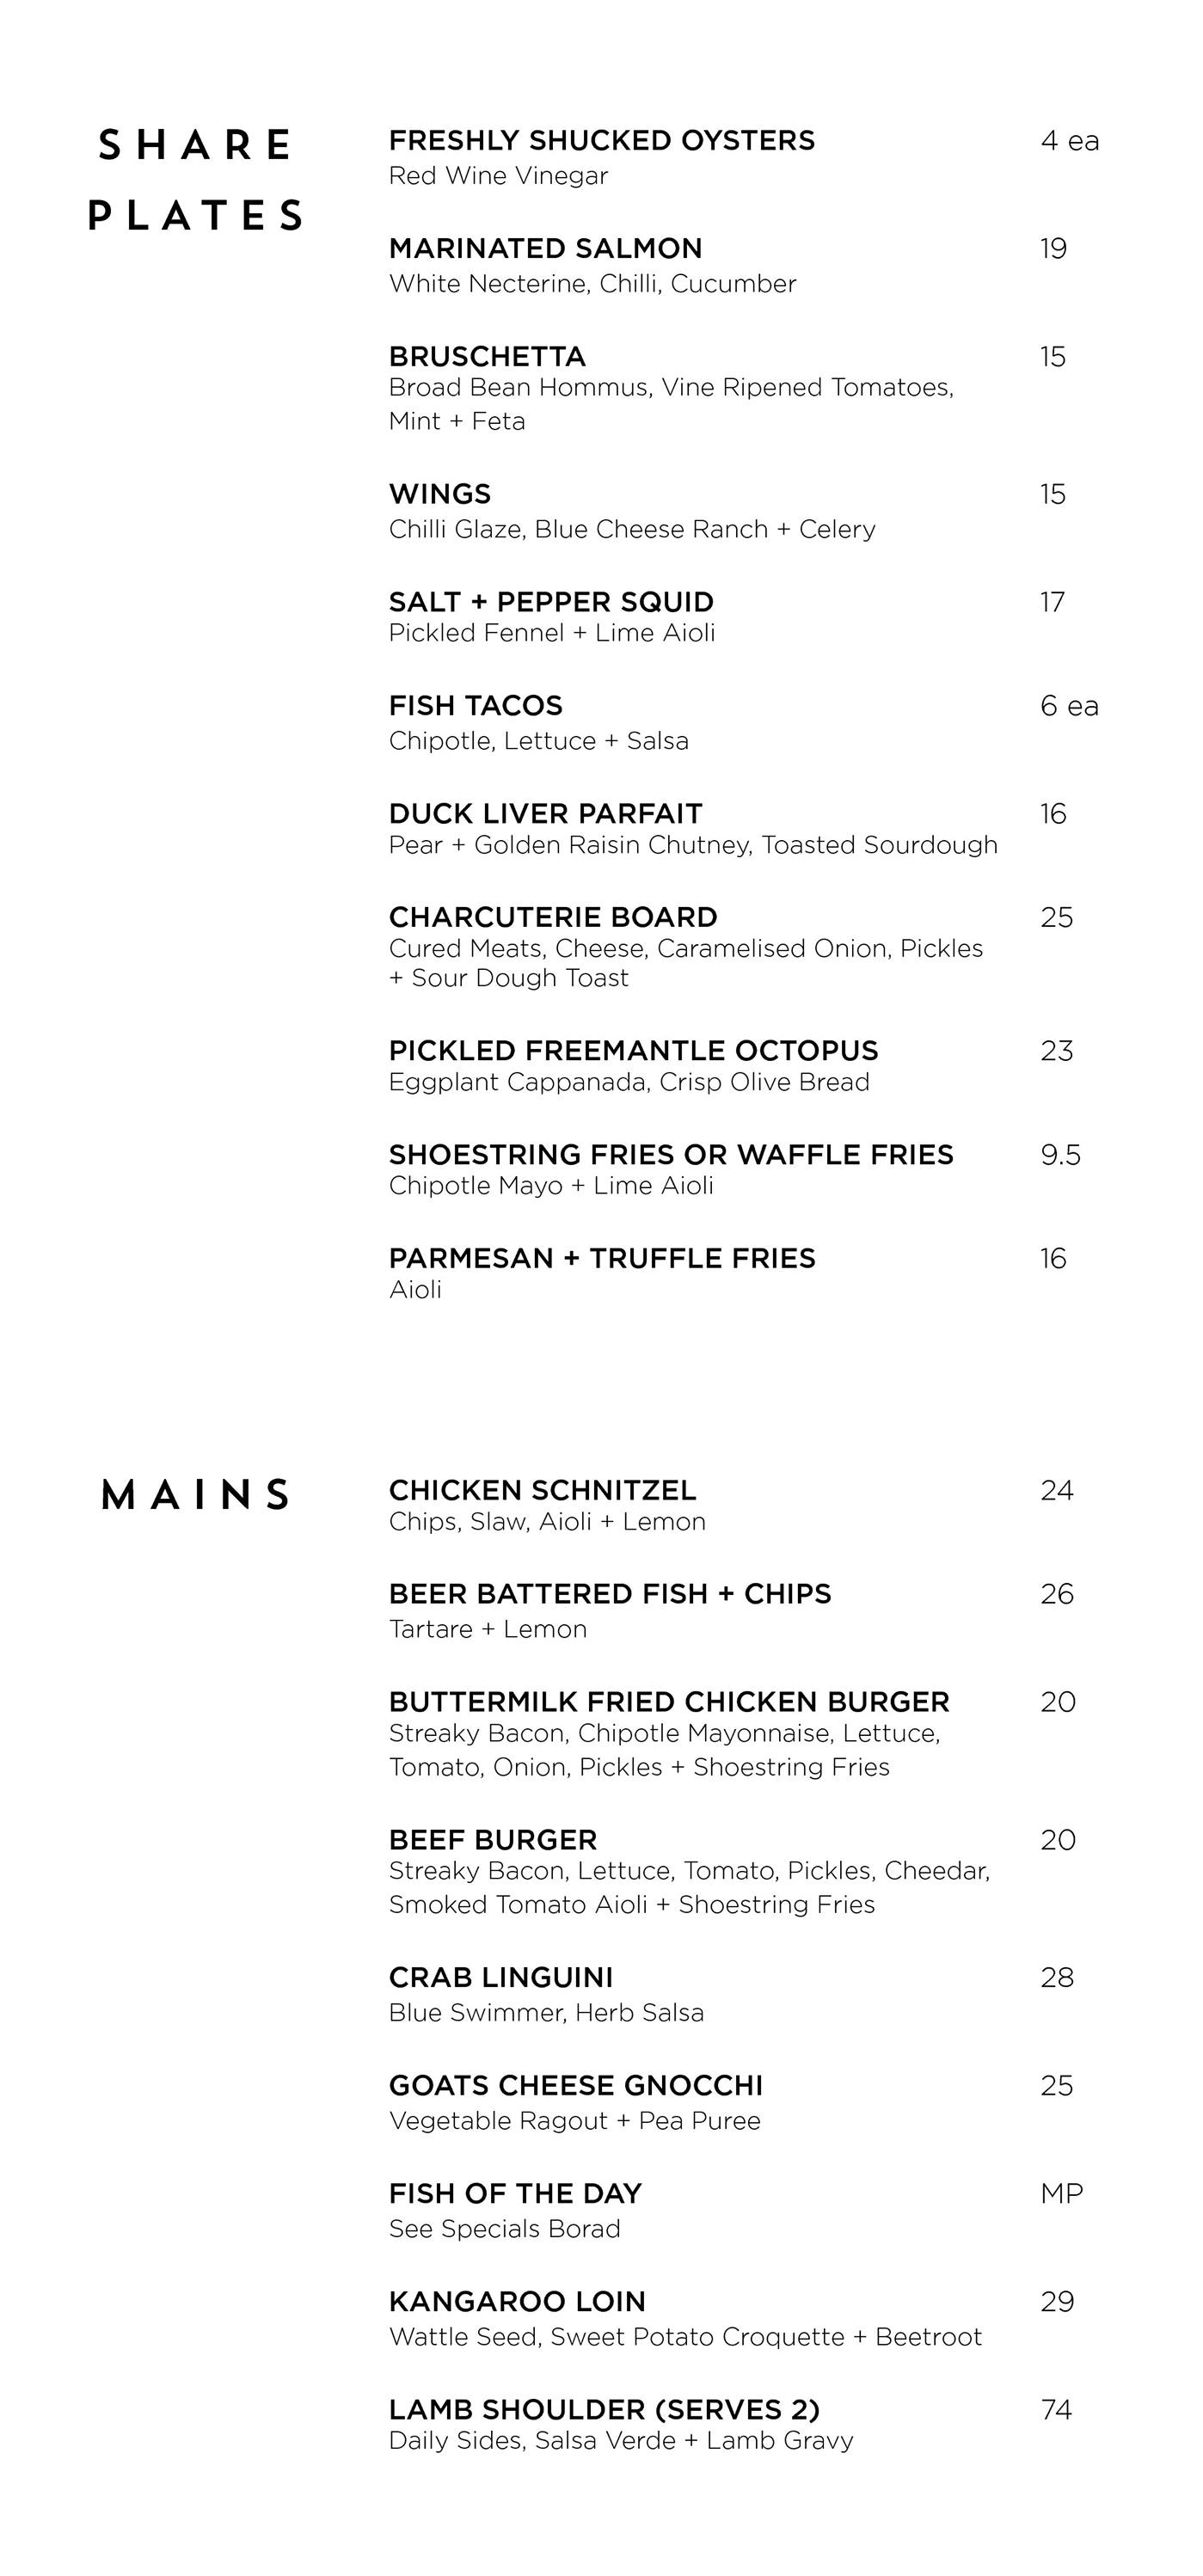 SHARE
PLATES
FRESHLY SHUCKED OYSTERS 4 ea
Red Wine Vinegar
MARINATED SALMON 19
White Necterine, Chilli, Cucumber
BRUSCHETTA 15
Broad Bean Hommus, Vine Ripened Tomatoes,
Mint + Feta
WINGS 15
Chilli Glaze, Blue Cheese Ranch + Celery
SALT + PEPPER SQUID 17
Pickled Fennel + Lime Aioli
FISH TACOS 6 ea
Chipotle, Lettuce + Salsa
DUCK LIVER PARFAIT 16
Pear + Golden Raisin Chutney, Toasted Sourdough
CHARCUTERIE BOARD 25
Cured Meats, Cheese, Caramelised Onion, Pickles
+ Sour Dough Toast
PICKLED FREEMANTLE OCTOPUS 23
Eggplant Cappanada, Crisp Olive Bread
SHOESTRING FRIES OR WAFFLE FRIES 9.5
Chipotle Mayo + Lime Aioli
PARMESAN + TRUFFLE FRIES 16
Aioli
MAINS
CHICKEN SCHNITZEL 24
Chips, Slaw, Aioli + Lemon
BEER BATTERED FISH + CHIPS 26
Tartare + Lemon
BUTTERMILK FRIED CHICKEN BURGER 20
Streaky Bacon, Chipotle Mayonnaise, Lettuce,
Tomato, Onion, Pickles + Shoestring Fries
BEEF BURGER 20
Streaky Bacon, Lettuce, Tomato, Pickles, Cheedar,
Smoked Tomato Aioli + Shoestring Fries
CRAB LINGUINI 28
Blue Swimmer, Herb Salsa
GOATS CHEESE GNOCCHI 25
Vegetable Ragout + Pea Puree
FISH OF THE DAY MP
See Specials Borad
KANGAROO LOIN 29
Wattle Seed, Sweet Potato Croquette + Beetroot
LAMB SHOULDER (SERVES 2) 74
Daily Sides, Salsa Verde + Lamb Gravy